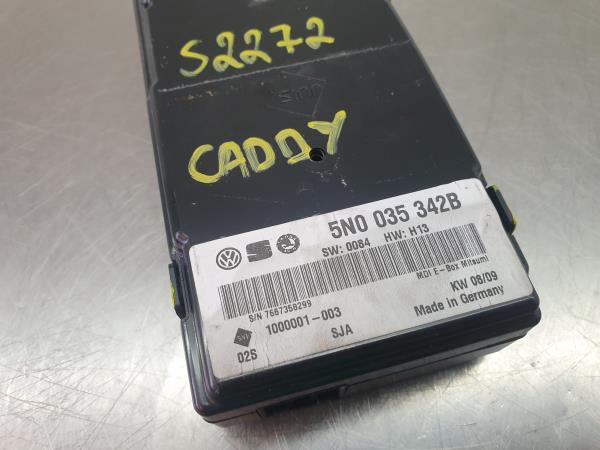 S2272
CADDY
5N0 035 342B
SW: 0084 HW: H13
MDI E-Box Mitsumi
S/N 7667358299
KW 08/09
1000001-003
Made in Germany
02S
SJA